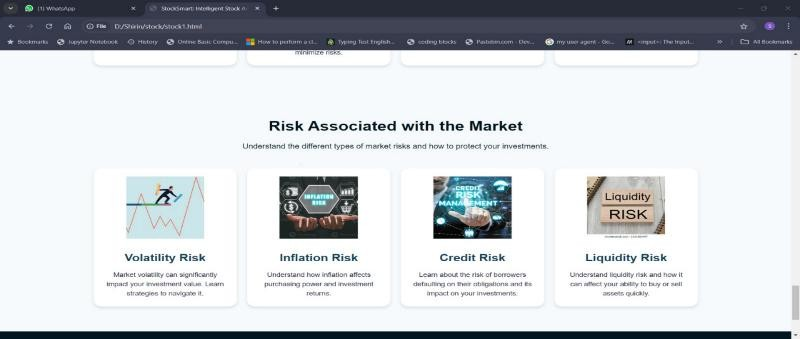 (1) WhatsApp
StockSmart: Intelligent Stock A
File
D:/Shirin/stock/stock1.html
S
Bookmarks
Jupyter Notebook
History
Online Basic Compu...
How to perform a cl...
Typing Test English...
coding blocks
Pastebin.com - Dev...
my user agent - Go...
<input>: The Input...
All Bookmarks
minimize risks.
Risk Associated with the Market
Understand the different types of market risks and how to protect your investments.
INFLATION
RISK
CREDIT
RISK
MANAGEMENT
Liquidity
RISK
Volatility Risk
Market volatility can significantly
impact your investment value. Learn
strategies to navigate it.
Inflation Risk
Understand how inflation affects
purchasing power and investment
returns.
Credit Risk
Learn about the risk of borrowers
defaulting on their obligations and its
impact on your investments.
Liquidity Risk
Understand liquidity risk and how it
can affect your ability to buy or sell
assets quickly.